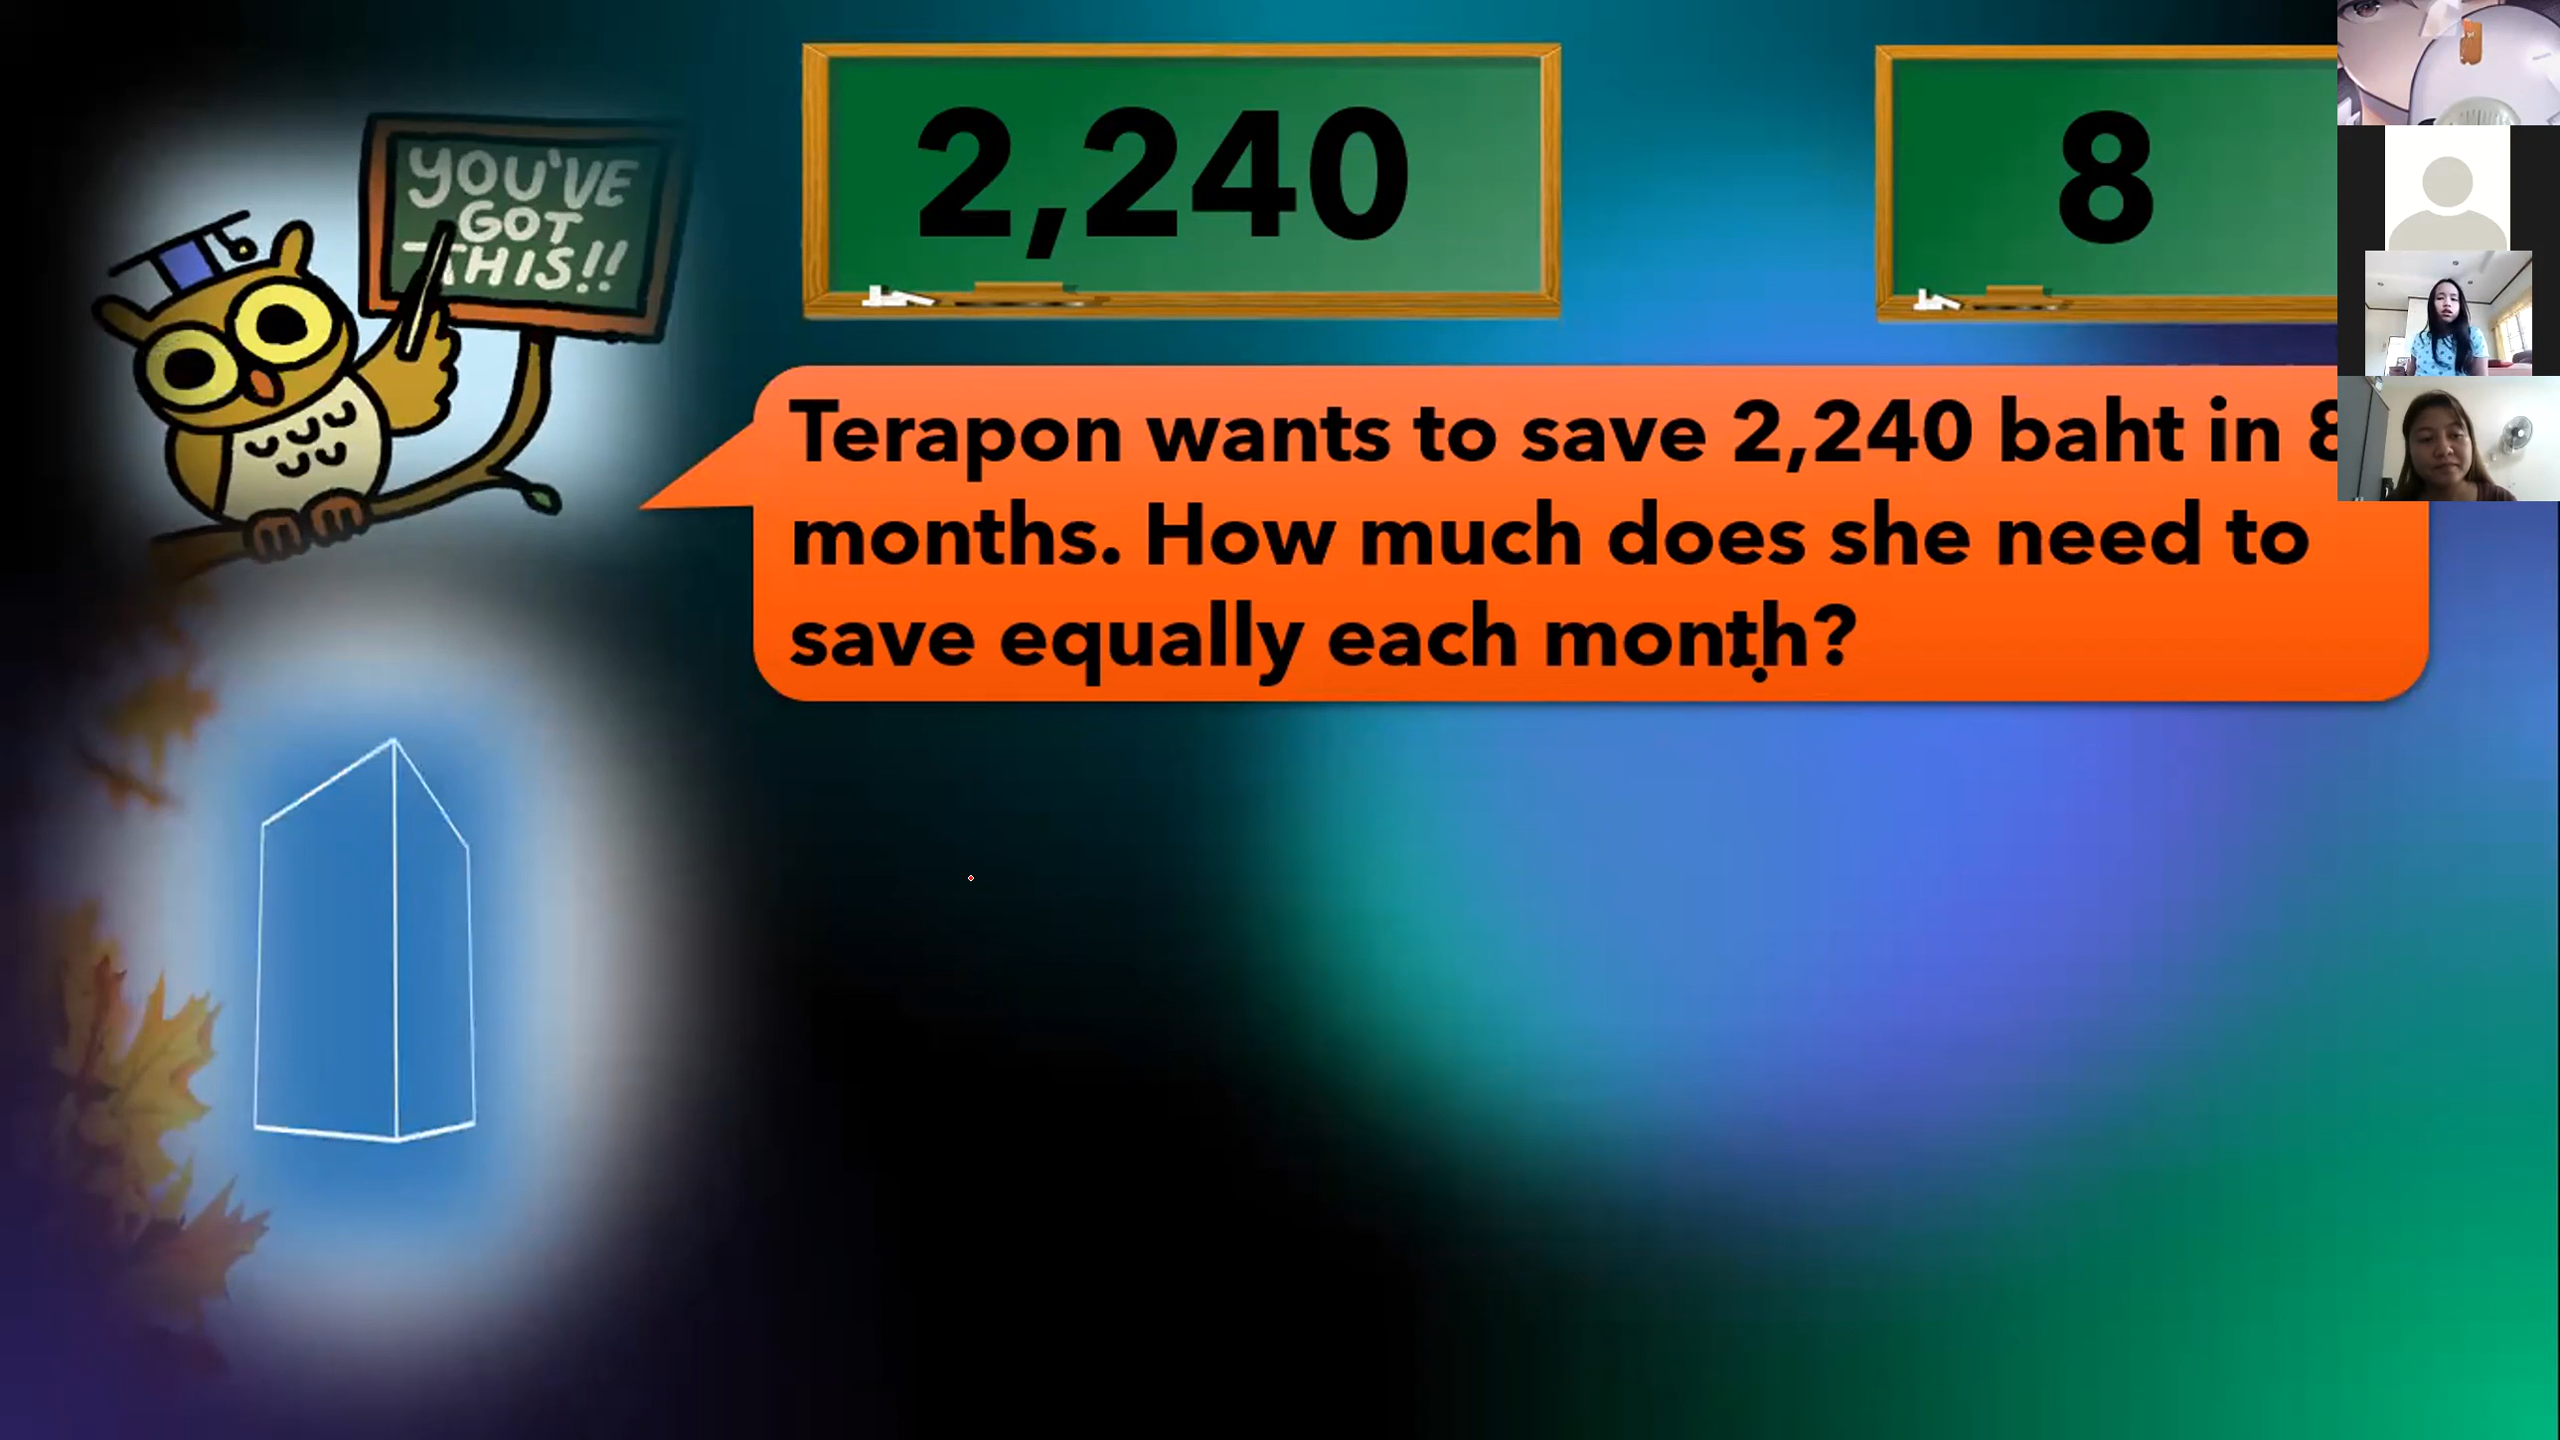 YOU'VE
GOT
THIS!!
2,240
8
Terapon wants to save 2,240 baht in 8
months. How much does she need to
save equally each month?